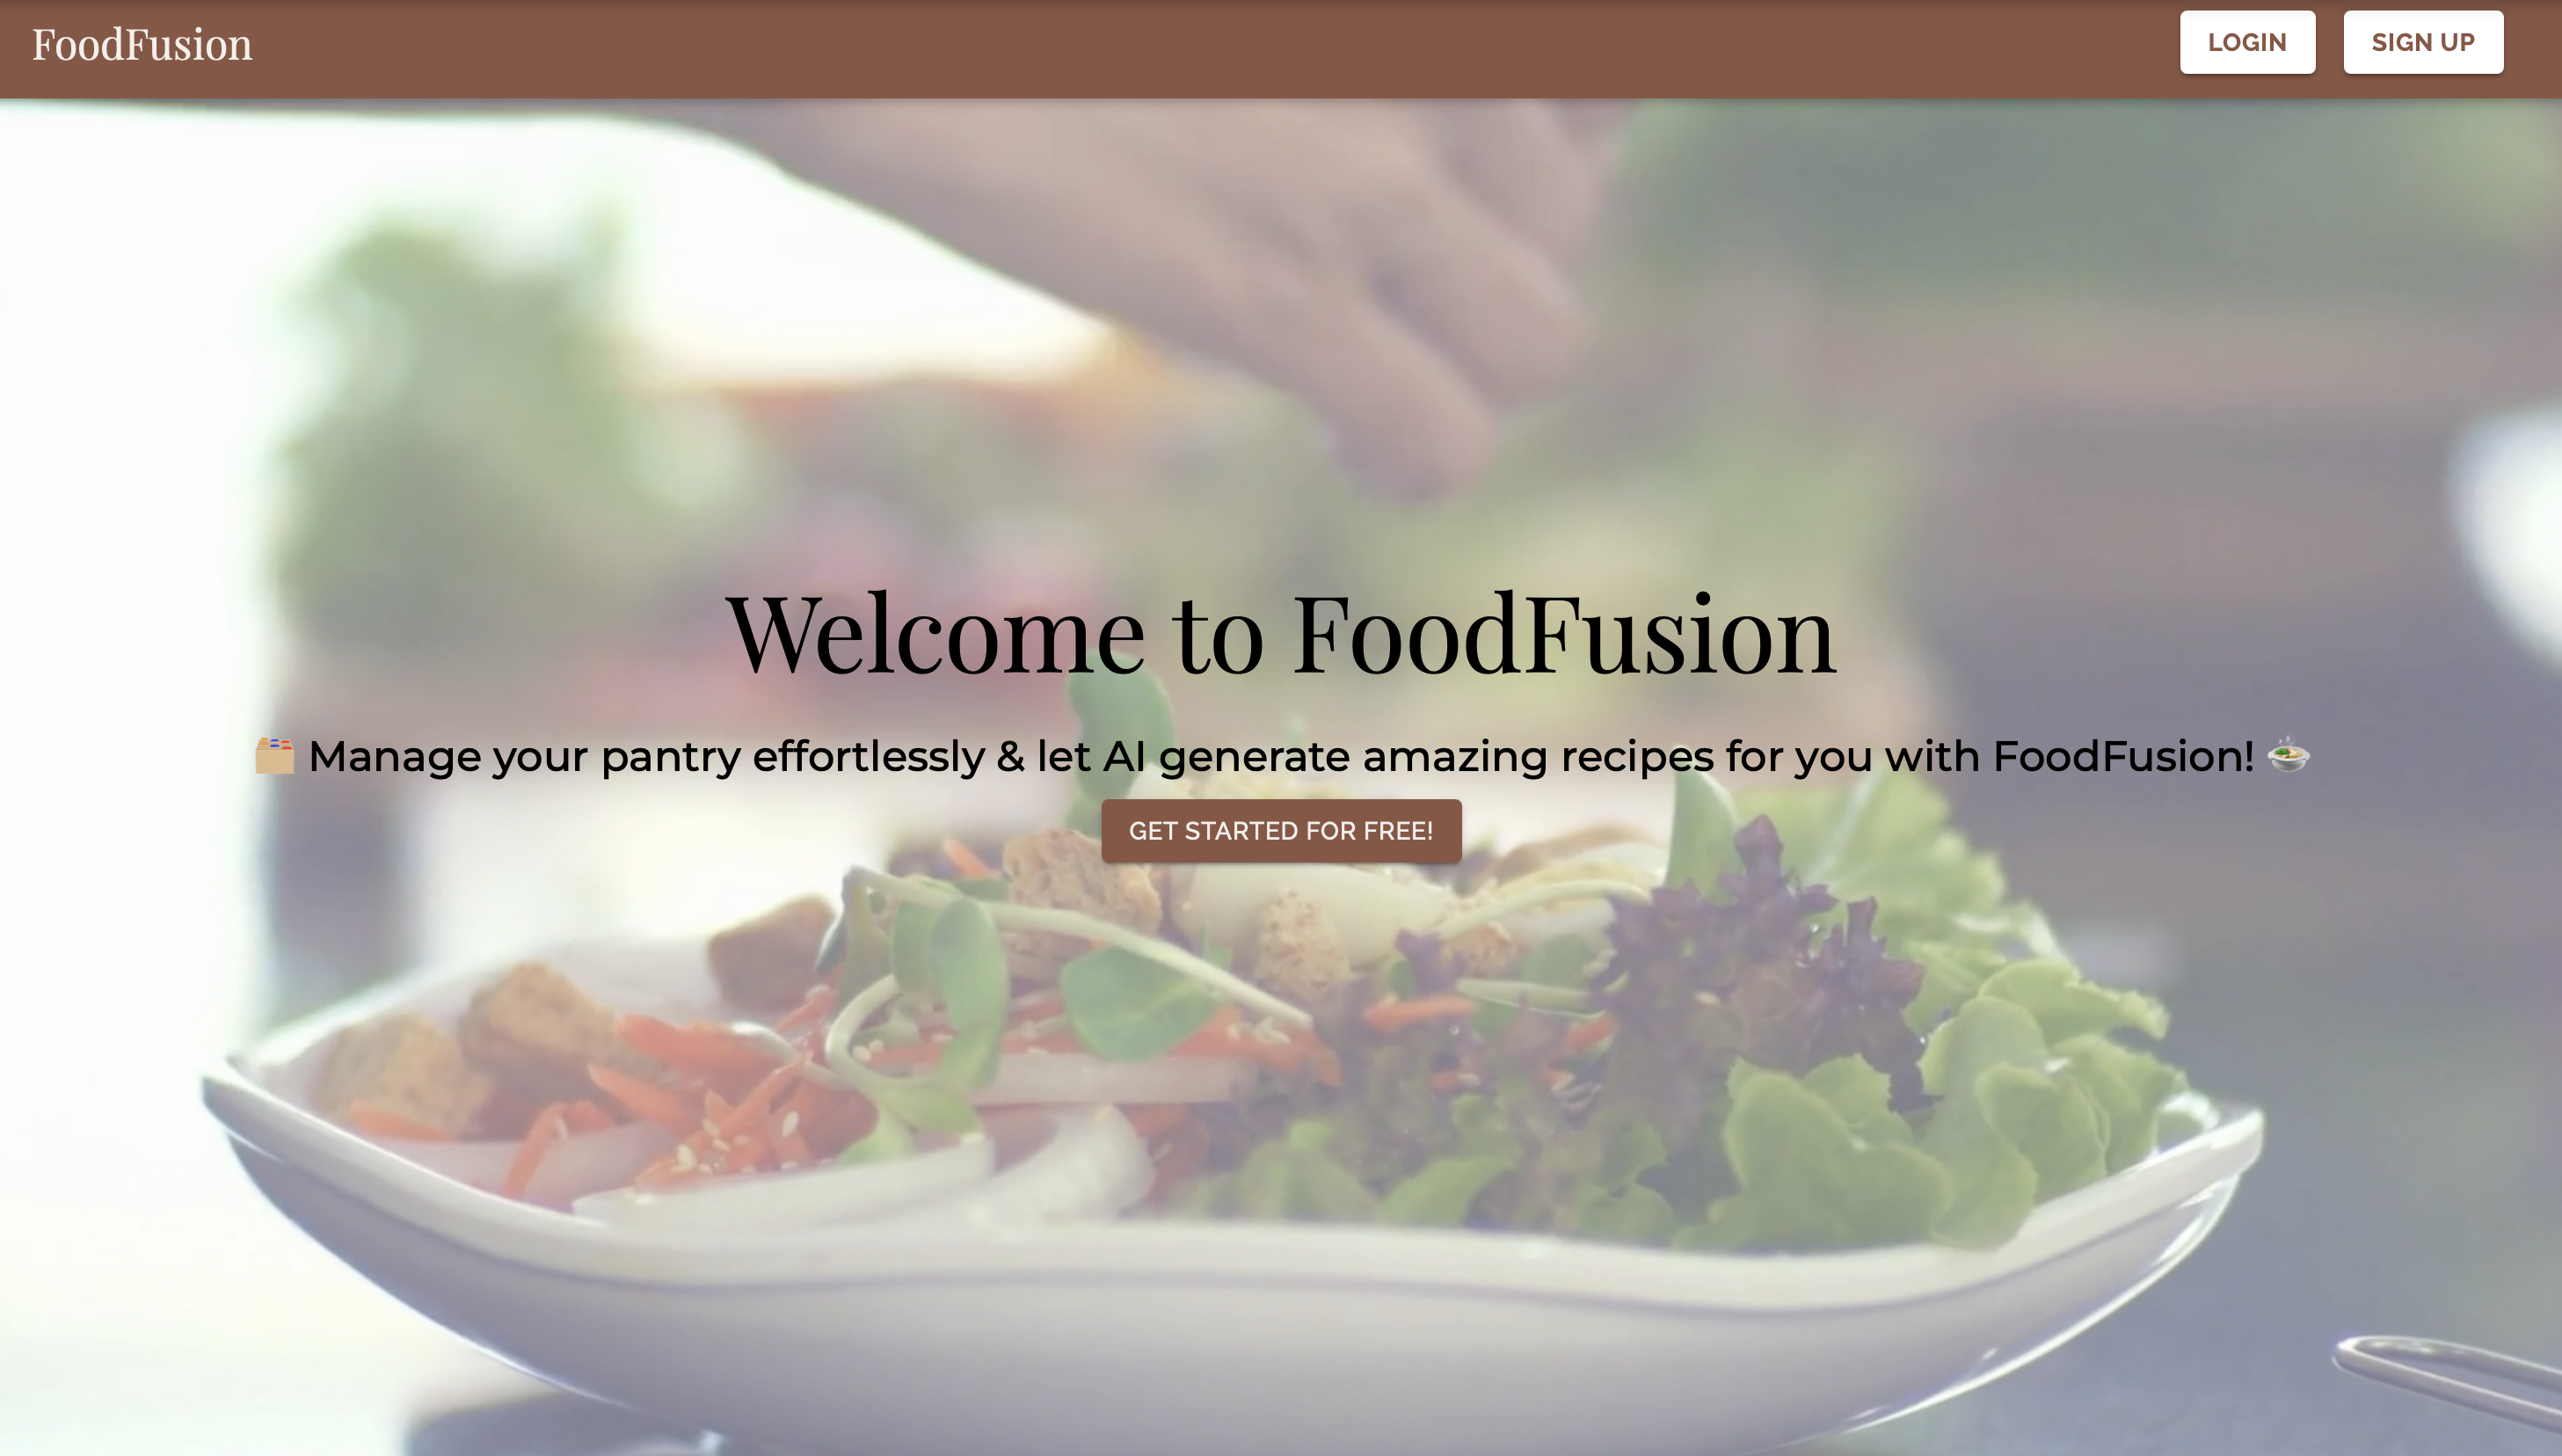 FoodFusion
LOGIN
SIGN UP
Welcome to FoodFusion
🗂️ Manage your pantry effortlessly & let AI generate amazing recipes for you with FoodFusion! 🍲
GET STARTED FOR FREE!